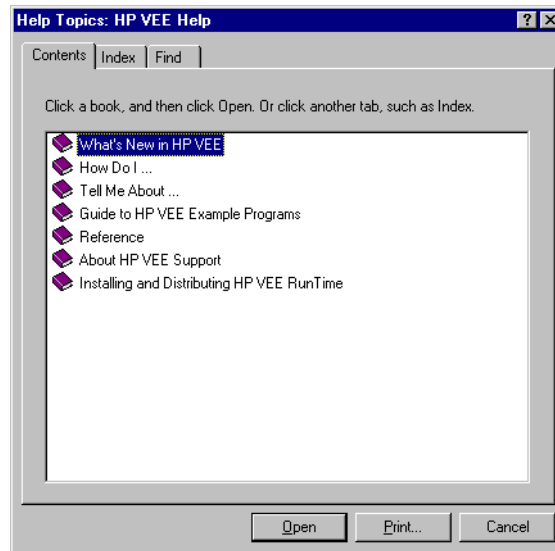 Help Topics: HP VEE Help
Contents Index Find
Click a book, and then click Open. Or click another tab, such as Index.
What's New in HP VEE
How Do I ...
Tell Me About ...
Guide to HP VEE Example Programs
Reference
About HP VEE Support
Installing and Distributing HP VEE RunTime
Open Print... Cancel